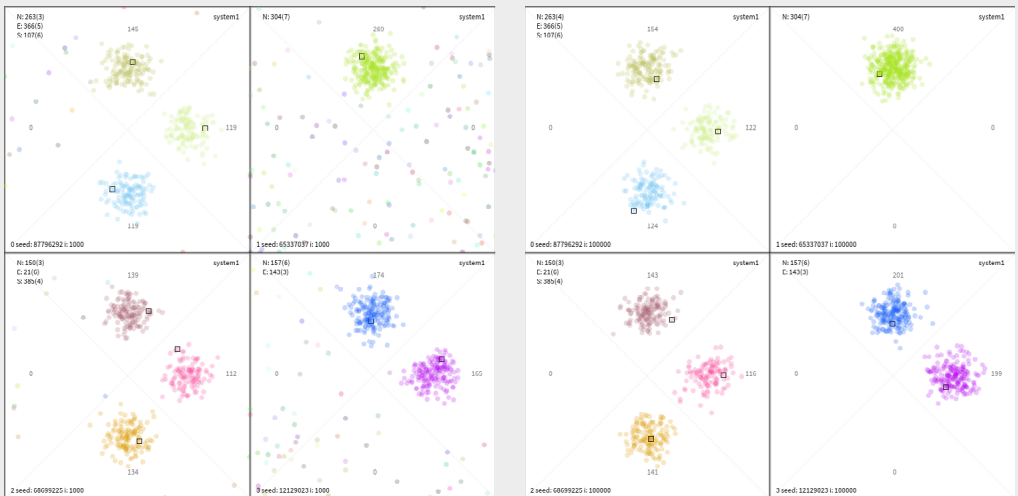 N: 263(3)
E: 366(5)
S: 107(6)
system1
145
0
119
119
0 seed: 87796292 i: 1000
N: 304(7)
system1
260
0
0
0
1 seed: 65337037 i: 1000
N: 150(3)
E: 21(6)
S: 385(4)
system1
139
0
112
134
2 seed: 68699225 i: 1000
N: 157(6)
E: 143(3)
system1
174
0
165
0
3 seed: 12129023 i: 1000
N: 263(4)
E: 366(5)
S: 107(6)
system1
154
0
122
124
0 seed: 87796292 i: 100000
N: 304(7)
system1
400
0
0
0
1 seed: 65337037 i: 100000
N: 150(3)
E: 21(6)
S: 385(4)
system1
143
0
116
141
2 seed: 68699225 i: 100000
N: 157(6)
E: 143(3)
system1
201
0
199
0
3 seed: 12129023 i: 100000